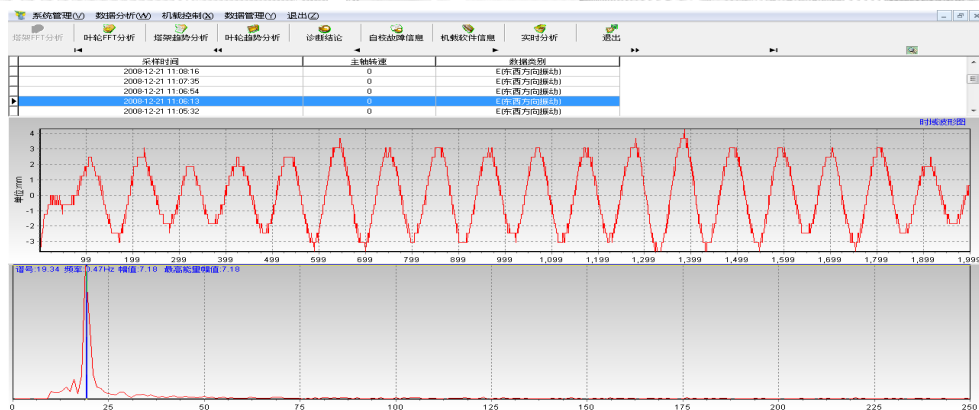 系统管理(V) 数据分析(W) 机载控制(X) 数据管理(Y) 退出(Z)
塔架FFT分析 叶轮FFT分析 塔架趋势分析 叶轮趋势分析 诊断结论 自检故障信息 机载软件信息 实时分析 退出
采样时间 主轴转速 数据类别
2008-12-21 11:08:16 0 E(东西方向振动)
2008-12-21 11:07:35 0 E(东西方向振动)
2008-12-21 11:06:54 0 E(东西方向振动)
2008-12-21 11:06:13 0 E(东西方向振动)
2008-12-21 11:05:32 0 E(东西方向振动)
时域波形图
单位:mm
4
3
2
1
0
-1
-2
-3
99 199 299 399 499 599 699 799 899 999 1,099 1,199 1,299 1,399 1,499 1,599 1,699 1,799 1,899 1,999
谱号:19.34 频率:0.47Hz 幅值:7.18 最高能量幅值:7.18
0 25 50 75 100 125 150 175 200 225 250